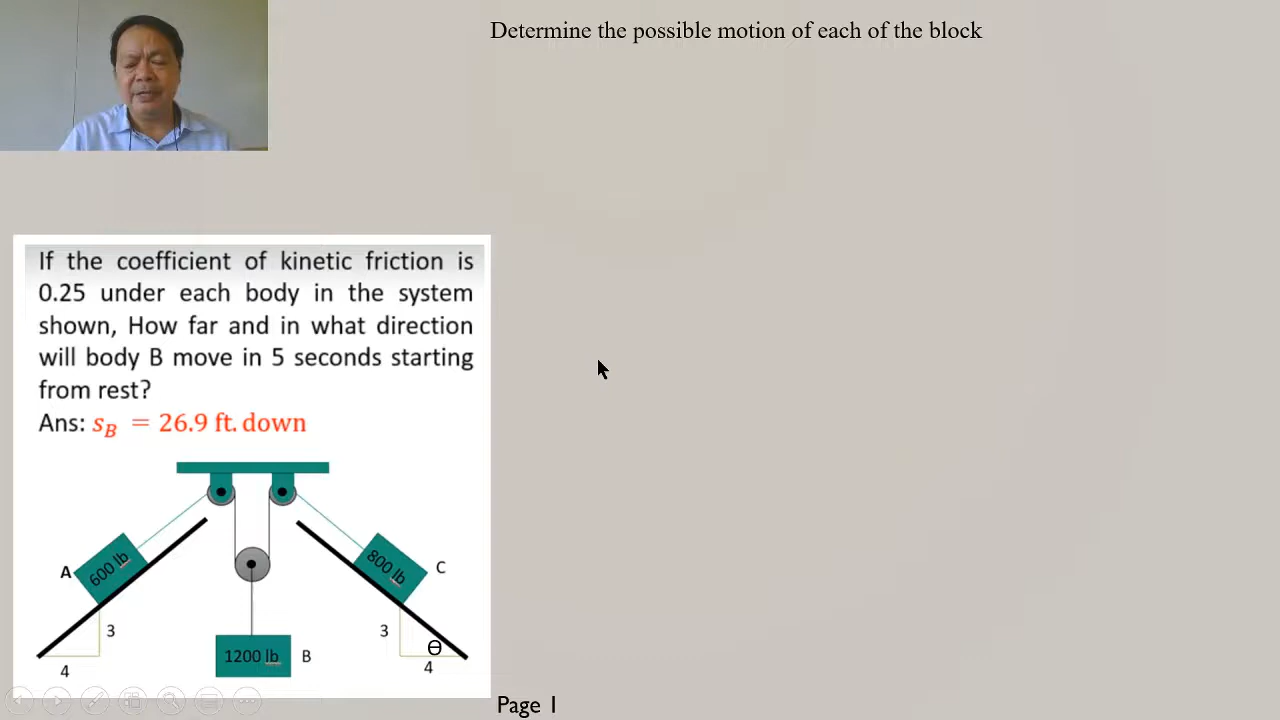 Determine the possible motion of each of the block
If the coefficient of kinetic friction is
0.25 under each body in the system
shown, How far and in what direction
will body B move in 5 seconds starting
from rest?
Ans: s_B = 26.9 ft. down
A
600 lb
3
4
1200 lb
B
800 lb
C
3
ϴ
4
Page 1